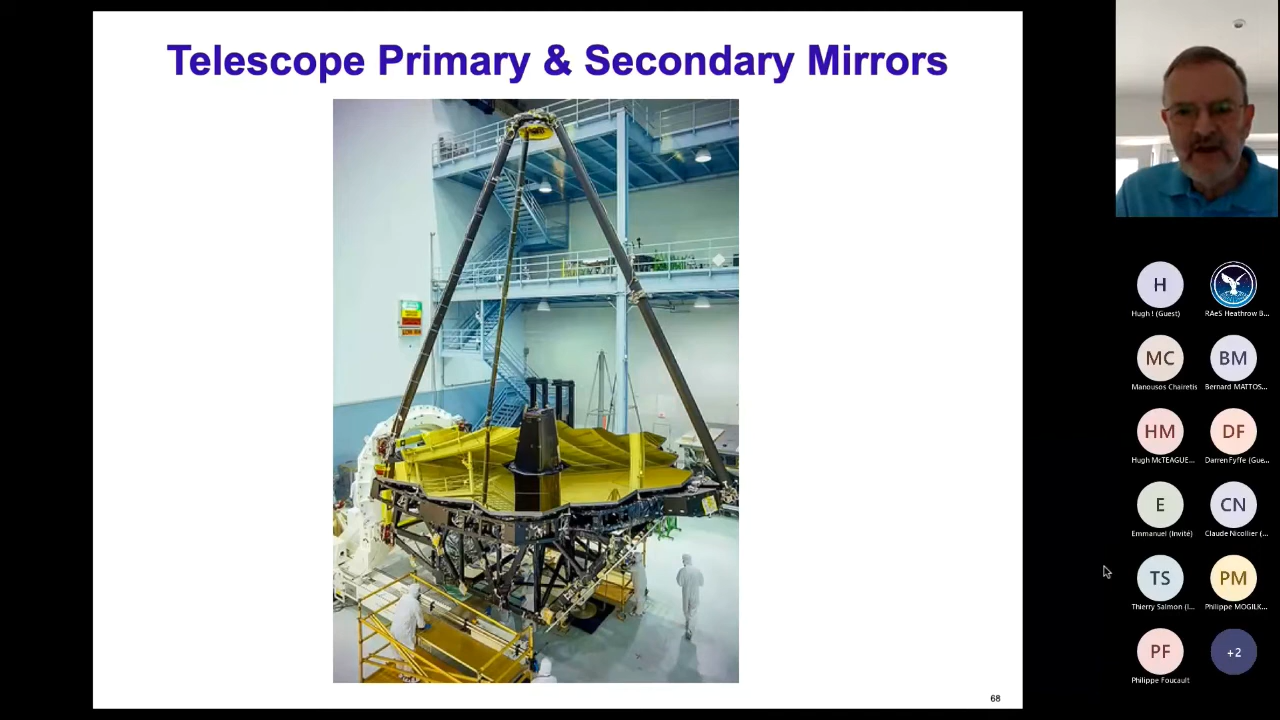 Telescope Primary & Secondary Mirrors
68
H
Hugh ! (Guest)
RAeS Heathrow B...
MC
Manousos Chairetis
BM
Bernard MATTOS...
HM
Hugh McTEAGUE...
DF
Darren Fyffe (Gue...
E
Emmanuel (Invité)
CN
Claude Nicollier (...
TS
Thierry Salmon (I...
PM
Philippe MOGILK...
PF
Philippe Foucault
+2